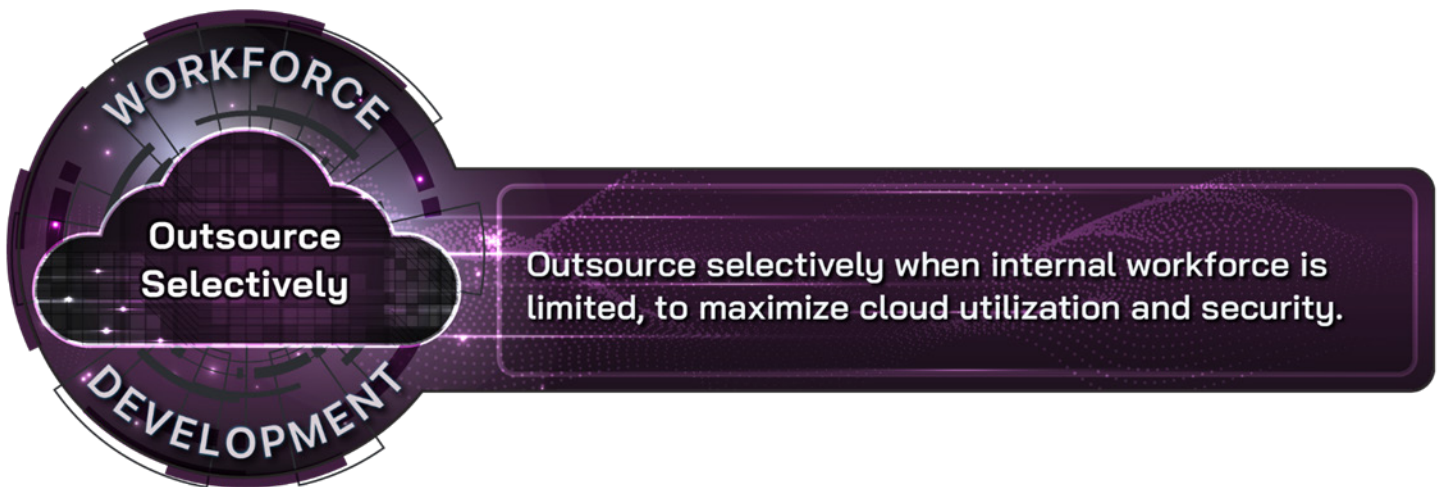 WORKFORCE
Outsource
Selectively
DEVELOPMENT
Outsource selectively when internal workforce is
limited, to maximize cloud utilization and security.